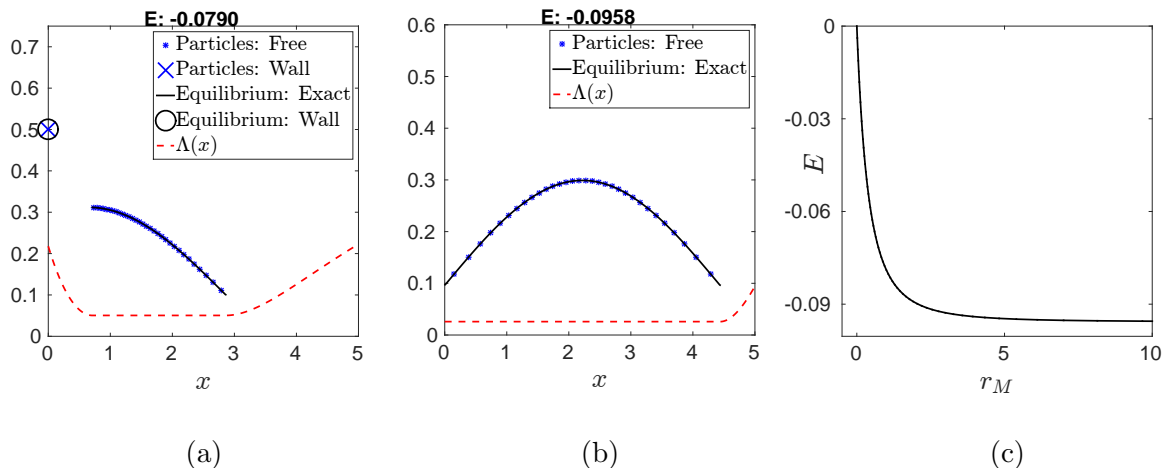 E: -0.0790
0.7
0.6
0.5
0.4
0.3
0.2
0.1
0
0 1 2 3 4 5
x
Particles: Free
Particles: Wall
Equilibrium: Exact
Equilibrium: Wall
Λ(x)
(a)
E: -0.0958
0.6
0.5
0.4
0.3
0.2
0.1
0
0 1 2 3 4 5
x
Particles: Free
Equilibrium: Exact
Λ(x)
(b)
0
-0.03
-0.06
-0.09
E
0 5 10
r_M
(c)